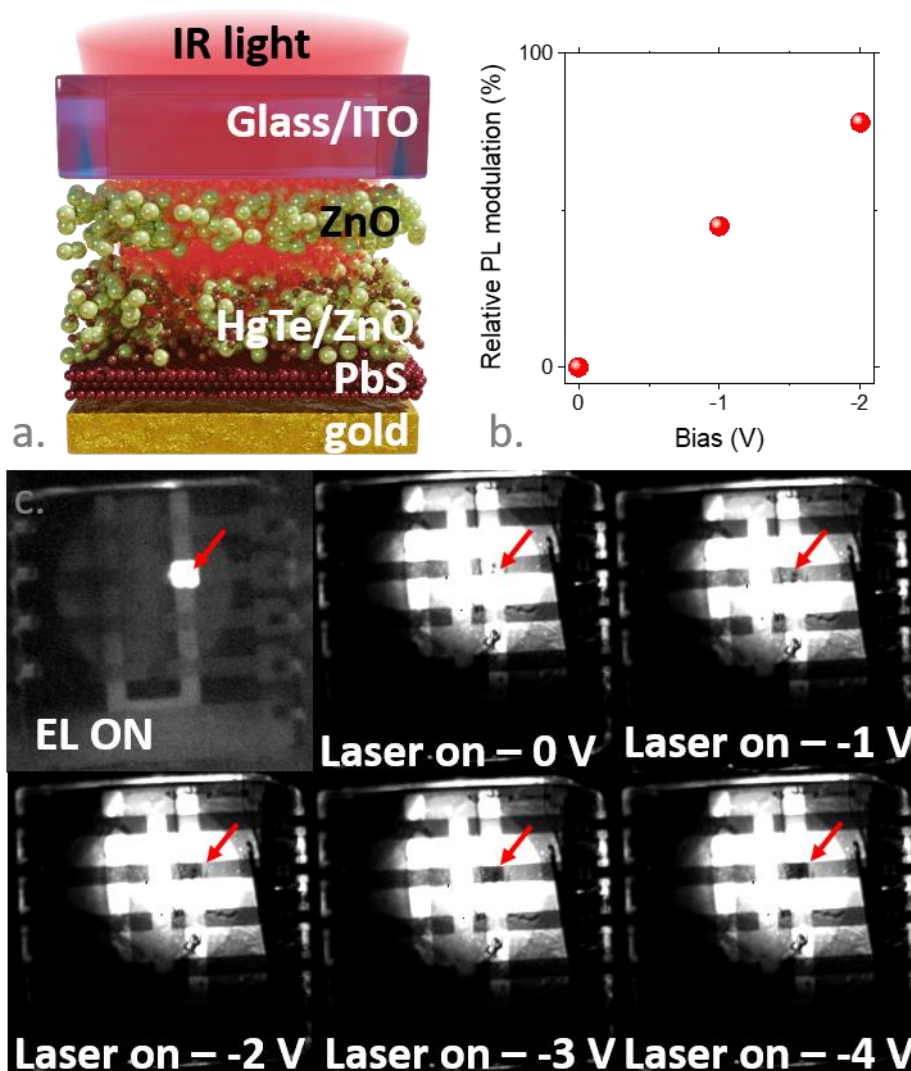 IR light
Glass/ITO
ZnO
HgTe/ZnO
PbS
gold
a.
Relative PL modulation (%)
100
0
0
-1
-2
Bias (V)
b.
c.
EL ON
Laser on – 0 V
Laser on – -1 V
Laser on – -2 V
Laser on – -3 V
Laser on – -4 V